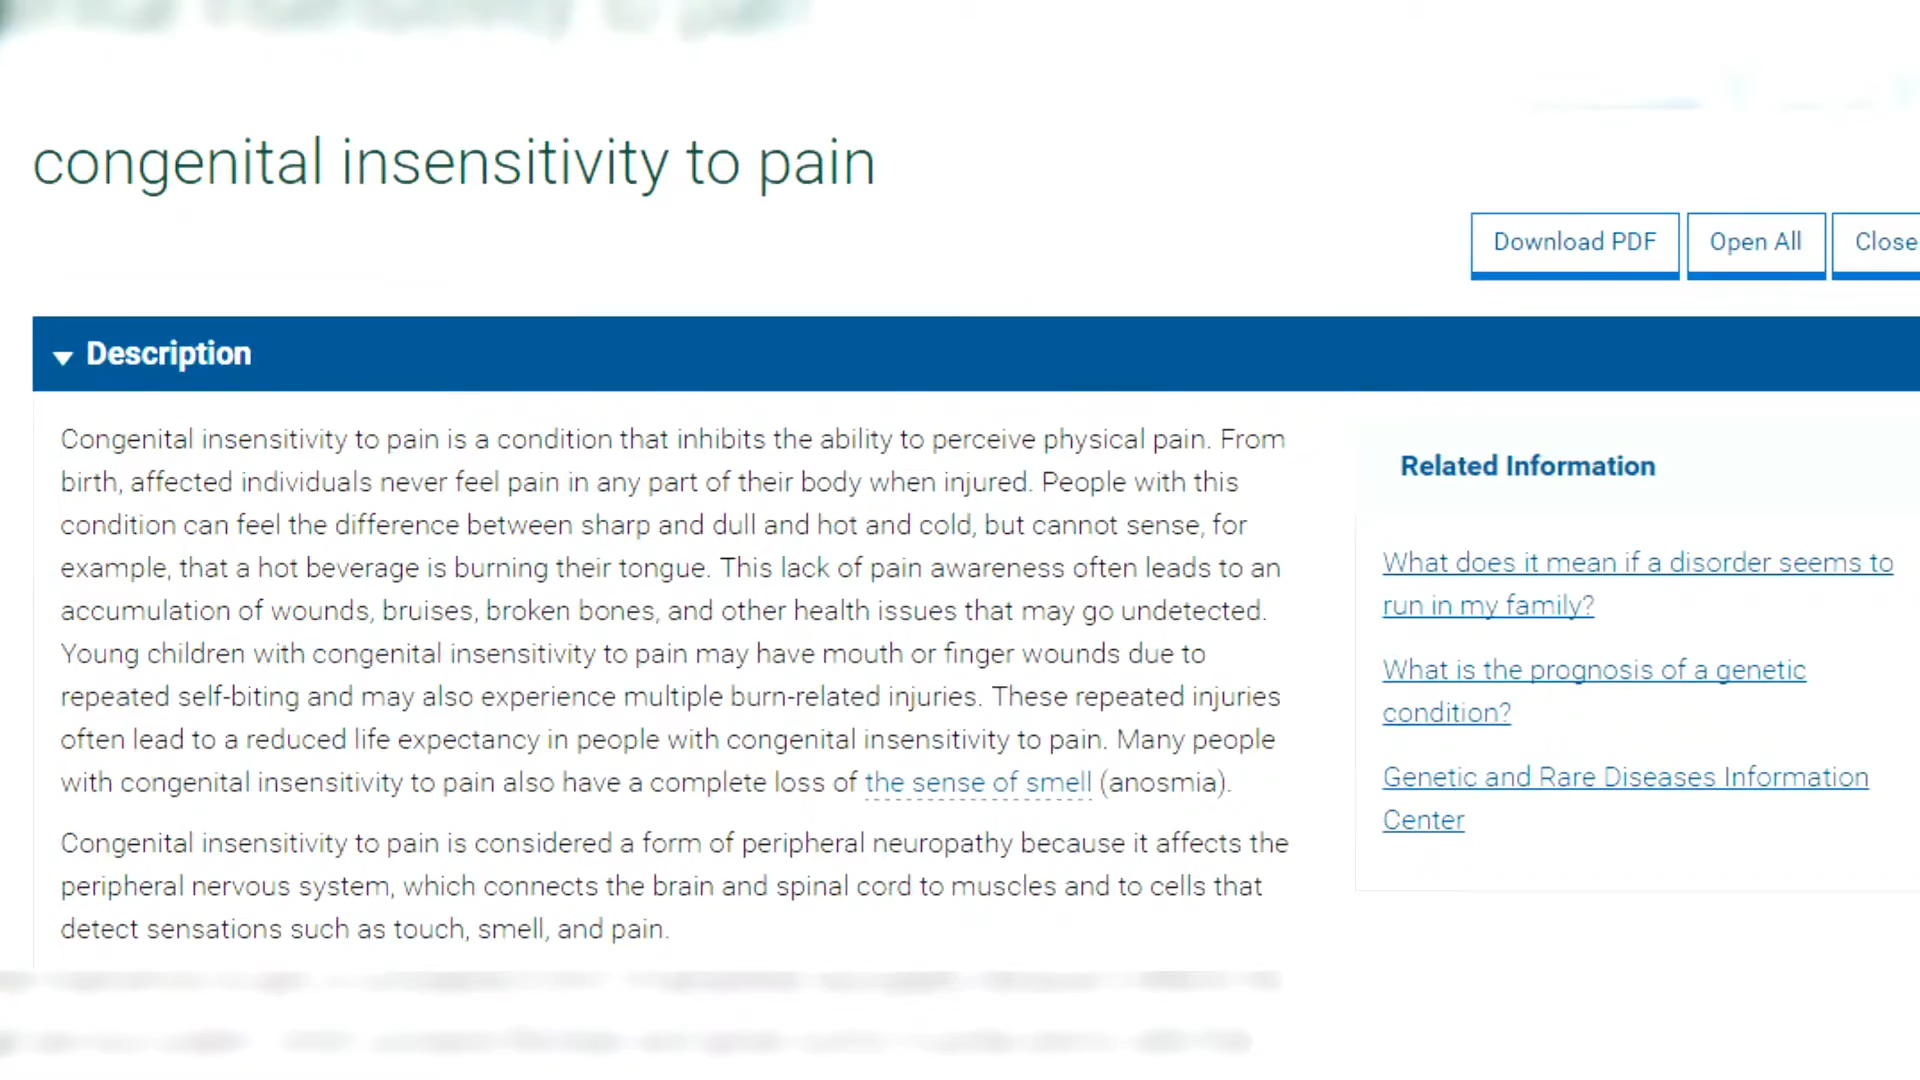 congenital insensitivity to pain
Download PDF
Open All
Close
Description
Congenital insensitivity to pain is a condition that inhibits the ability to perceive physical pain. From
birth, affected individuals never feel pain in any part of their body when injured. People with this
condition can feel the difference between sharp and dull and hot and cold, but cannot sense, for
example, that a hot beverage is burning their tongue. This lack of pain awareness often leads to an
accumulation of wounds, bruises, broken bones, and other health issues that may go undetected.
Young children with congenital insensitivity to pain may have mouth or finger wounds due to
repeated self-biting and may also experience multiple burn-related injuries. These repeated injuries
often lead to a reduced life expectancy in people with congenital insensitivity to pain. Many people
with congenital insensitivity to pain also have a complete loss of the sense of smell (anosmia).
Congenital insensitivity to pain is considered a form of peripheral neuropathy because it affects the
peripheral nervous system, which connects the brain and spinal cord to muscles and to cells that
detect sensations such as touch, smell, and pain.
Related Information
What does it mean if a disorder seems to
run in my family?
What is the prognosis of a genetic
condition?
Genetic and Rare Diseases Information
Center